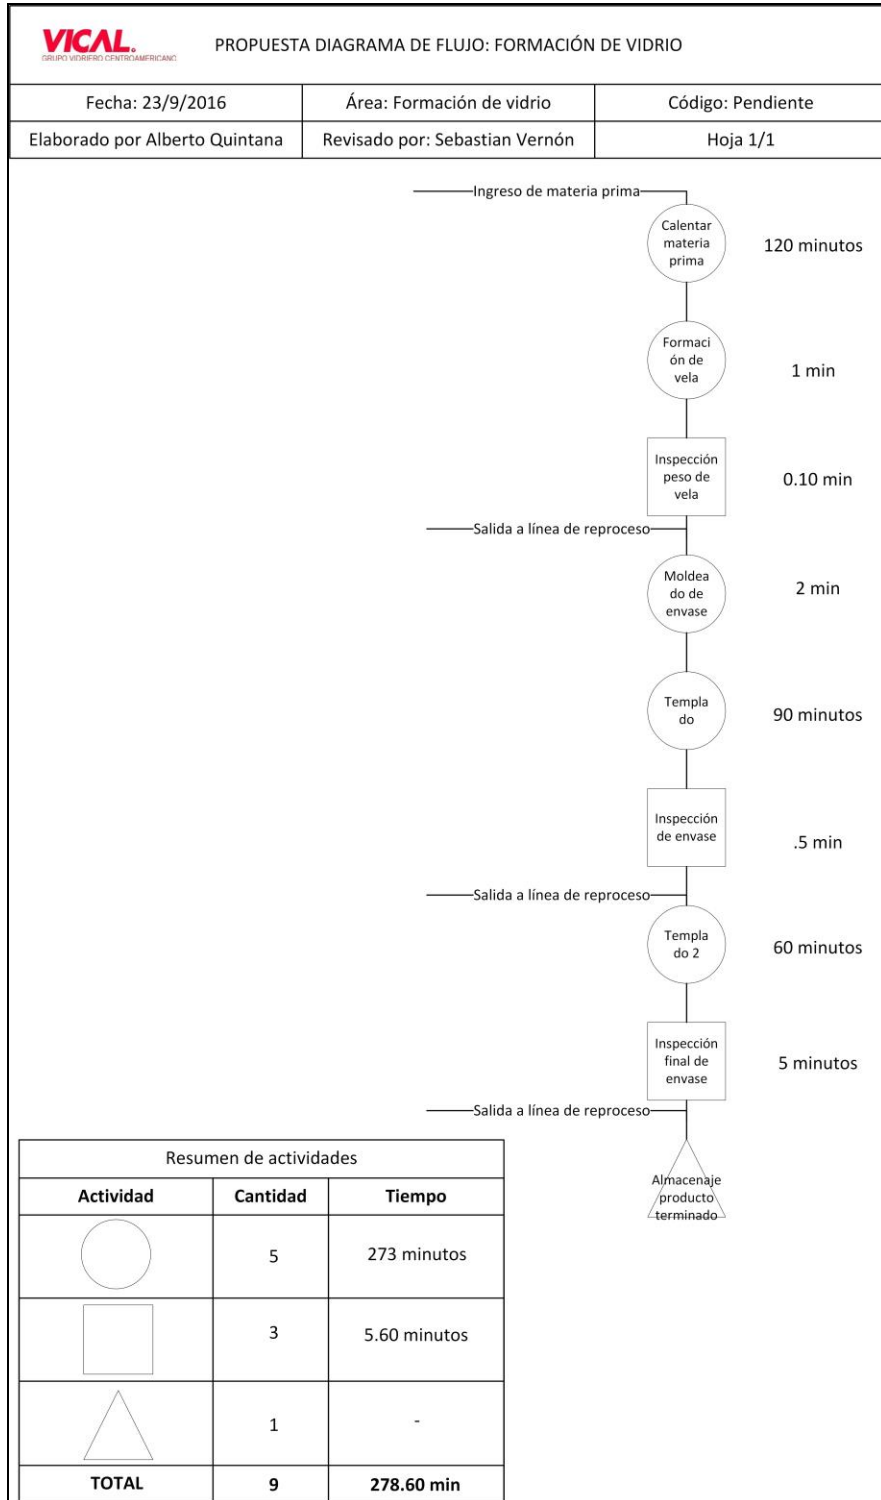 VICAL.
GRUPO VIDRIERO CENTROAMERICANO
PROPUESTA DIAGRAMA DE FLUJO: FORMACIÓN DE VIDRIO
Fecha: 23/9/2016
Área: Formación de vidrio
Código: Pendiente
Elaborado por Alberto Quintana
Revisado por: Sebastian Vernón
Hoja 1/1
Ingreso de materia prima
Calentar
materia
prima
120 minutos
Formaci
ón de
vela
1 min
Inspección
peso de
vela
0.10 min
Salida a línea de reproceso
Moldea
do de
envase
2 min
Templa
do
90 minutos
Inspección
de envase
.5 min
Salida a línea de reproceso
Templa
do 2
60 minutos
Inspección
final de
envase
5 minutos
Salida a línea de reproceso
Almacenaje
producto
terminado
Resumen de actividades
Actividad
Cantidad
Tiempo
5
273 minutos
3
5.60 minutos
1
-
TOTAL
9
278.60 min